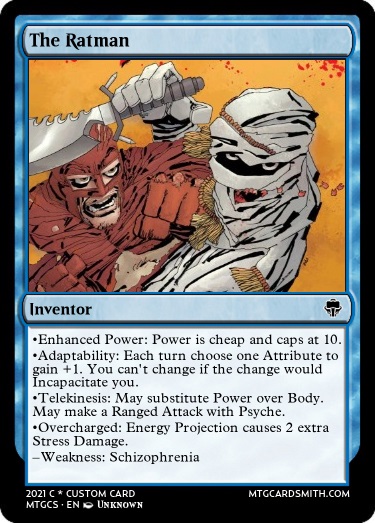 The Ratman
Inventor
•Enhanced Power: Power is cheap and caps at 10.
•Adaptability: Each turn choose one Attribute to
gain +1. You can't change if the change would
Incapacitate you.
•Telekinesis: May substitute Power over Body.
May make a Ranged Attack with Psyche.
•Overcharged: Energy Projection causes 2 extra
Stress Damage.
–Weakness: Schizophrenia
2021 C * CUSTOM CARD
MTGCS • EN Unknown
MTGCARDSMITH.COM